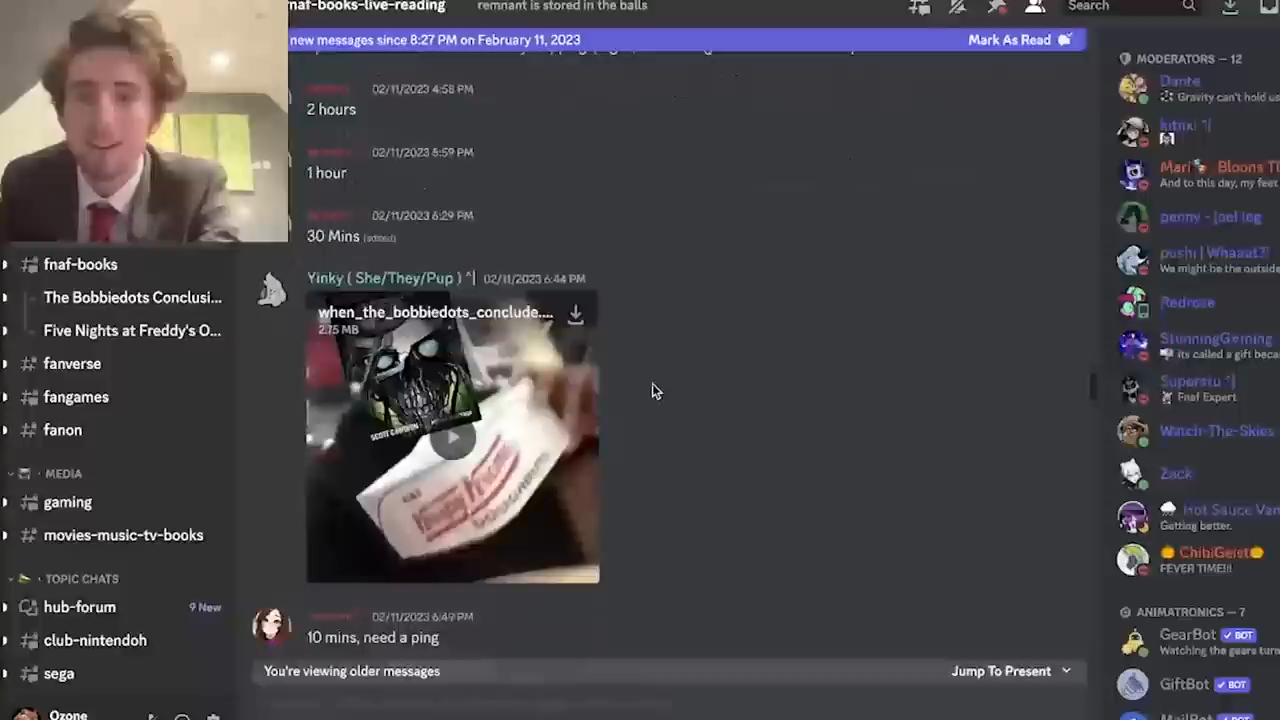 fnaf-books-live-reading
remnant is stored in the balls
Search
new messages since 8:27 PM on February 11, 2023
Mark As Read
02/11/2023 4:58 PM
2 hours
02/11/2023 5:59 PM
1 hour
02/11/2023 6:29 PM
30 Mins (edited)
Yinky ( She/They/Pup ) ^| 02/11/2023 6:44 PM
when_the_bobbiedots_conclude....
2.75 MB
SCOTT CAWTHON
02/11/2023 6:49 PM
10 mins, need a ping
You're viewing older messages
Jump To Present
fnaf-books
The Bobbiedots Conclusi...
Five Nights at Freddy's O...
fanverse
fangames
fanon
MEDIA
gaming
movies-music-tv-books
TOPIC CHATS
hub-forum
9 New
club-nintendoh
sega
Ozone
MODERATORS — 12
Dante
Gravity can't hold us
Mari Bloons T
And to this day, my feet
penny - joel leg
pushi | Whaaat?!
We might be the outside
Redrose
StunningGeming
its called a gift beca
Superstu ^|
Fnaf Expert
Watch-The-Skies
Zack
Hot Sauce Van
Getting better.
ChibiGeist
FEVER TIME!!!
ANIMATRONICS — 7
GearBot BOT
Watching the gears turn
GiftBot BOT
MailBot BOT